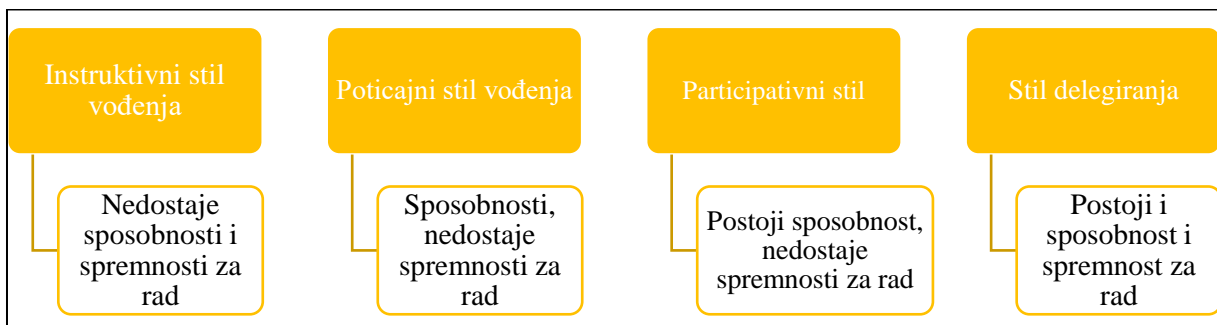 Instruktivni stil
vođenja
Nedostaje
sposobnosti i
spremnosti za
rad
Poticajni stil vođenja
Sposobnosti,
nedostaje
spremnosti za
rad
Participativni stil
Postoji sposobnost,
nedostaje
spremnosti za rad
Stil delegiranja
Postoji i
sposobnost i
spremnost za
rad